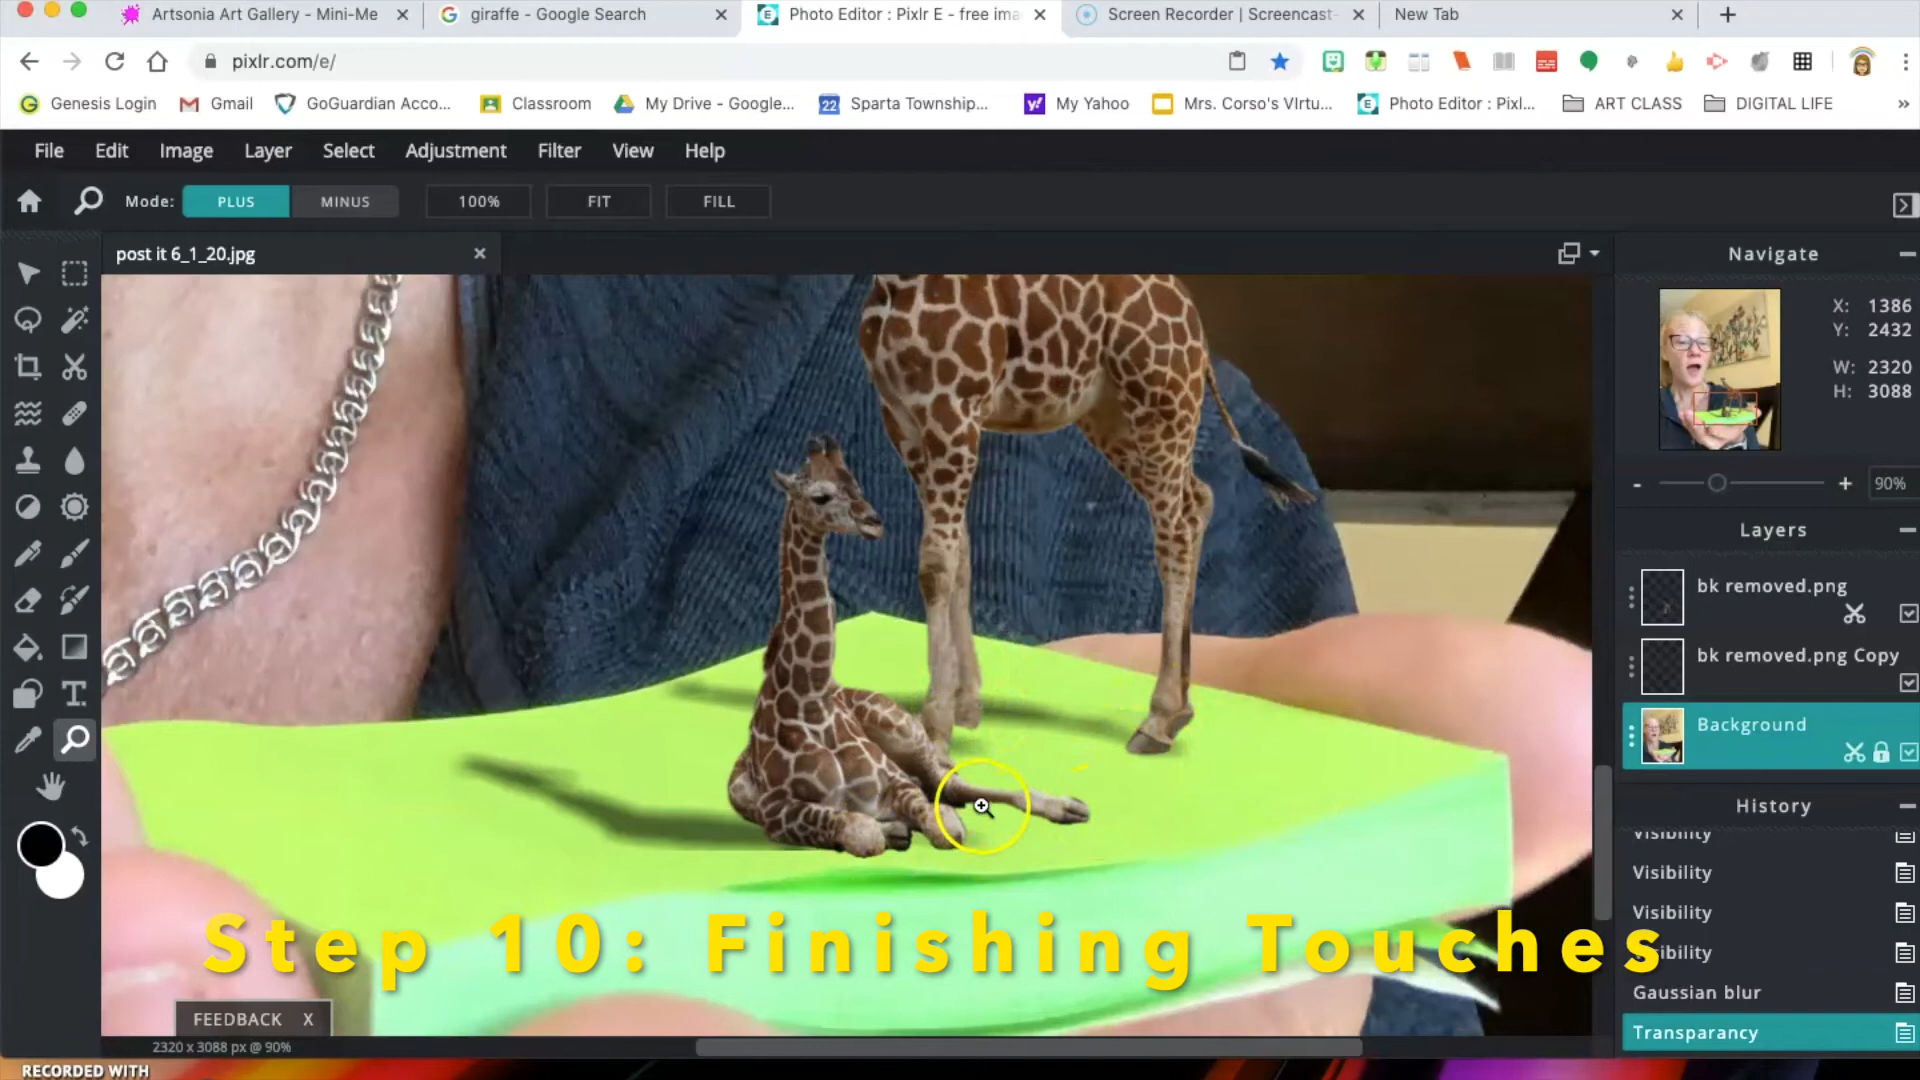 Artsonia Art Gallery - Mini-Me
giraffe - Google Search
Photo Editor : Pixlr E - free ima
Screen Recorder | Screencast-
New Tab
pixlr.com/e/
Genesis Login
Gmail
GoGuardian Acco...
Classroom
My Drive - Google...
22
Sparta Township...
My Yahoo
Mrs. Corso's VIrtu...
Photo Editor : Pixl...
ART CLASS
DIGITAL LIFE
File Edit Image Layer Select Adjustment Filter View Help
Mode: PLUS MINUS 100% FIT FILL
post it 6_1_20.jpg
Navigate
X: 1386
Y: 2432
W: 2320
H: 3088
90%
Layers
bk removed.png
bk removed.png Copy
Background
History
Visibility
Visibility
Visibility
Gaussian blur
Transparancy
Step 10: Finishing Touches
FEEDBACK X
2320 x 3088 px @ 90%
RECORDED WITH